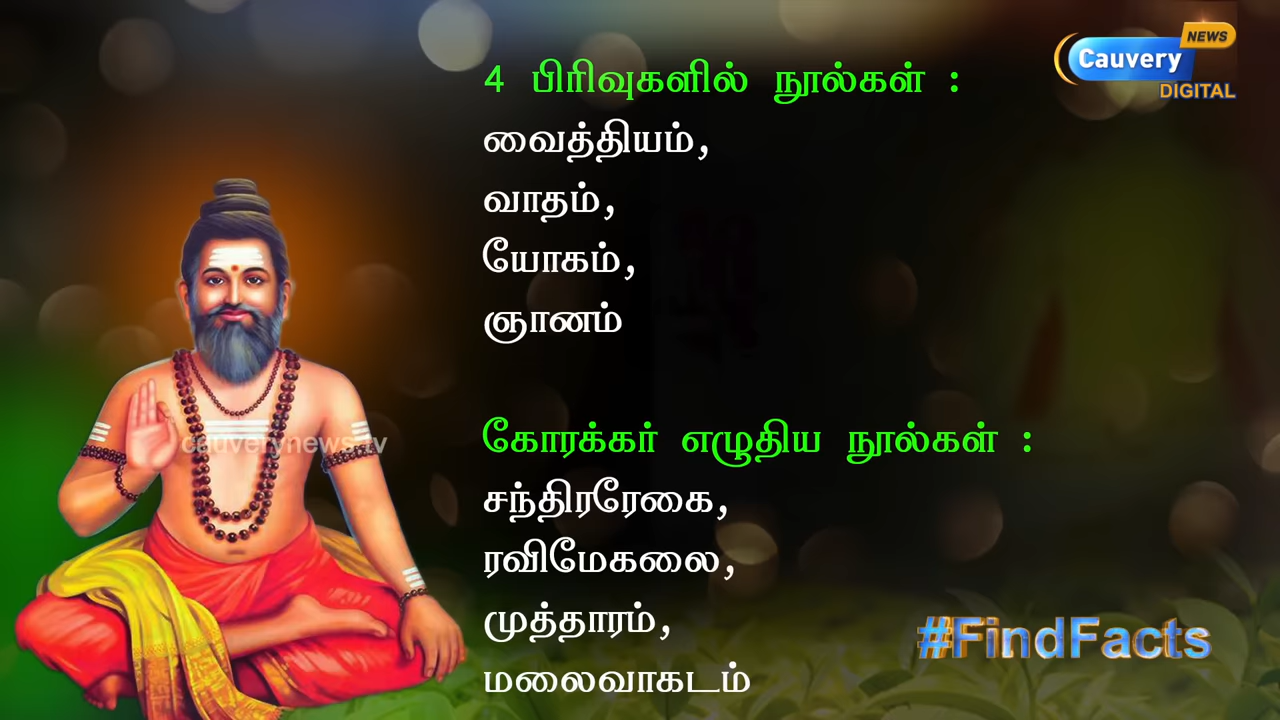 Cauvery
NEWS
DIGITAL
4 பிரிவுகளில் நூல்கள் :
வைத்தியம்,
வாதம்,
யோகம்,
ஞானம்
கோரக்கர் எழுதிய நூல்கள் :
சந்திரரேகை,
ரவிமேகலை,
முத்தாரம்,
மலைவாகடம்
cauverynews.tv
#FindFacts